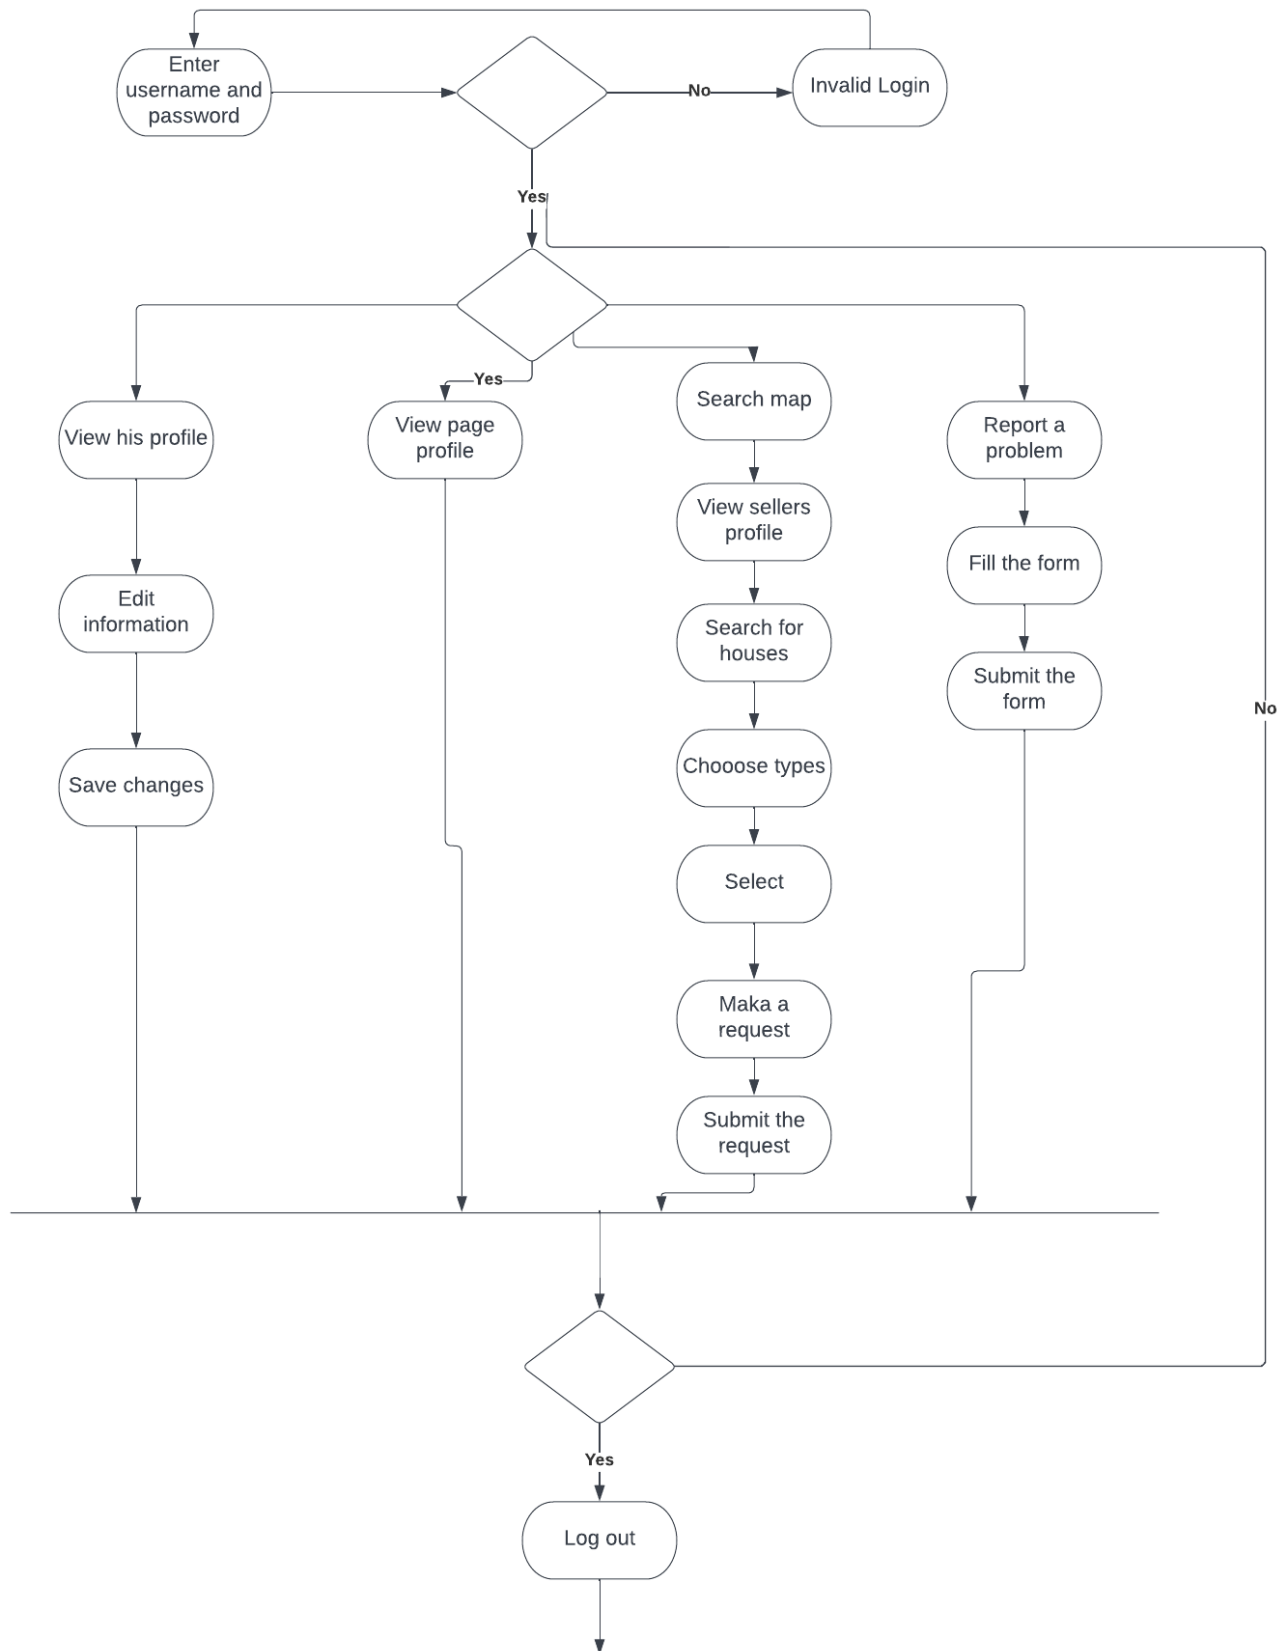 Enter
username and
password
No
Invalid Login
Yes
Yes
View his profile
View page
profile
Search map
Report a
problem
View sellers
profile
Fill the form
Edit
information
Search for
houses
Submit the
form
No
Save changes
Chooose types
Select
Maka a
request
Submit the
request
Yes
Log out